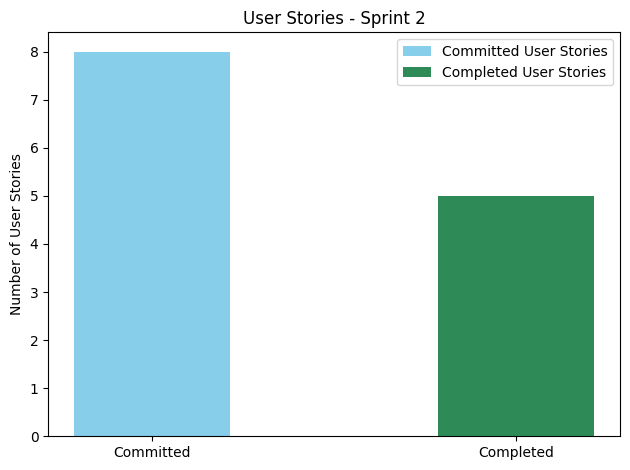 User Stories - Sprint 2
Committed User Stories
Completed User Stories
Number of User Stories
8
7
6
5
4
3
2
1
0
Committed
Completed